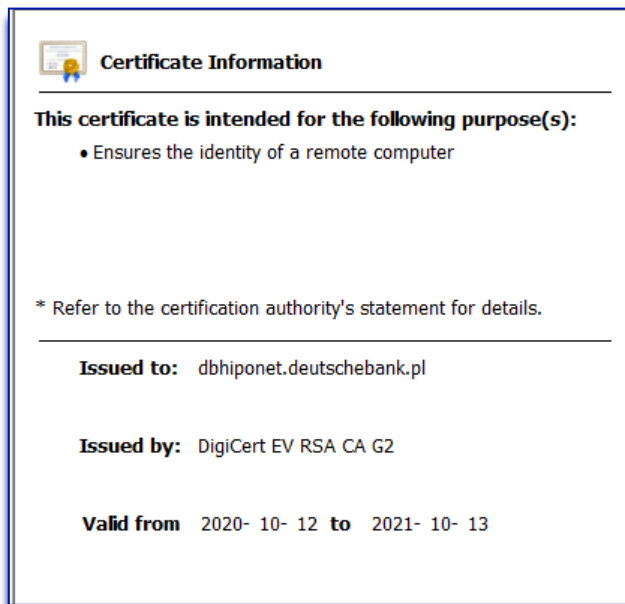 Certificate Information
This certificate is intended for the following purpose(s):
• Ensures the identity of a remote computer
* Refer to the certification authority's statement for details.
Issued to: dbhiponet.deutschebank.pl
Issued by: DigiCert EV RSA CA G2
Valid from 2020- 10- 12 to 2021- 10- 13